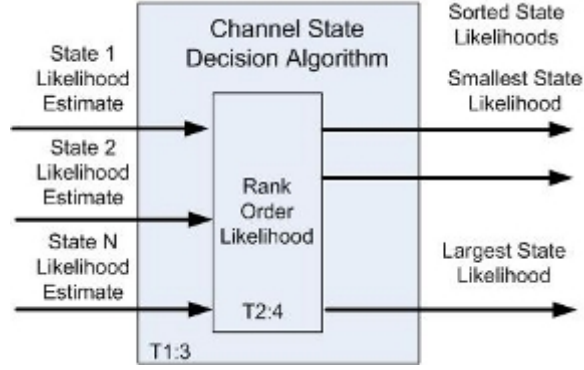 Channel State
Decision Algorithm
State 1
Likelihood
Estimate
State 2
Likelihood
Estimate
State N
Likelihood
Estimate
Rank
Order
Likelihood
T2:4
T1:3
Sorted State
Likelihoods
Smallest State
Likelihood
Largest State
Likelihood